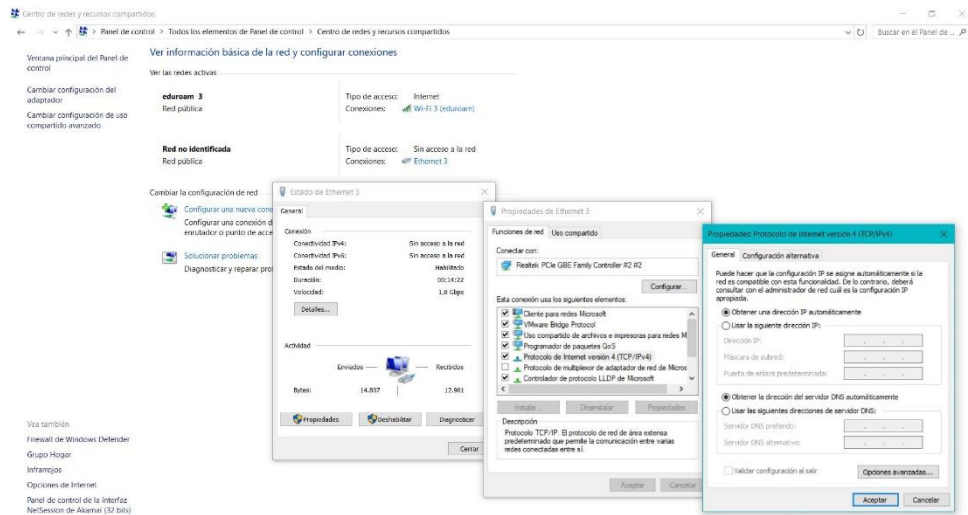 Centro de redes y recursos compartidos
Panel de control > Todos los elementos de Panel de control > Centro de redes y recursos compartidos
Buscar en el Panel de ...
Ventana principal del Panel de
control
Cambiar configuración del
adaptador
Cambiar configuración de uso
compartido avanzado
Ver información básica de la red y configurar conexiones
Ver las redes activas
eduroam 3
Red pública
Tipo de acceso: Internet
Conexiones: Wi-Fi 3 (eduroam)
Red no identificada
Red pública
Tipo de acceso: Sin acceso a la red
Conexiones: Ethernet 3
Cambiar la configuración de red
Configurar una nueva cone
Configurar una conexión d
enrutador o punto de acce
Solucionar problemas
Diagnosticar y reparar pro
Vea también
Firewall de Windows Defender
Grupo Hogar
Infrarrojos
Opciones de Internet
Panel de control de la interfaz
NetSession de Akamai (32 bits)
Estado de Ethernet 3
General
Conexión
Conectividad IPv4: Sin acceso a la red
Conectividad IPv6: Sin acceso a la red
Estado del medio: Habilitado
Duración: 00:14:22
Velocidad: 1,0 Gbps
Detalles...
Actividad
Enviados — Recibidos
Bytes: 14.807 | 12.961
Propiedades Deshabilitar Diagnosticar
Cerrar
Propiedades de Ethernet 3
Funciones de red Uso compartido
Conectar con:
Realtek PCIe GBE Family Controller #2 #2
Configurar...
Esta conexión usa los siguientes elementos:
Cliente para redes Microsoft
VMware Bridge Protocol
Uso compartido de archivos e impresoras para redes M
Programador de paquetes QoS
Protocolo de Internet versión 4 (TCP/IPv4)
Protocolo de multiplexor de adaptador de red de Micros
Controlador de protocolo LLDP de Microsoft
Instalar... Desinstalar Propiedades
Descripción
Protocolo TCP/IP. El protocolo de red de área extensa
predeterminado que permite la comunicación entre varias
redes conectadas entre sí.
Aceptar Cancelar
Propiedades: Protocolo de Internet versión 4 (TCP/IPv4)
General Configuración alternativa
Puede hacer que la configuración IP se asigne automáticamente si la
red es compatible con esta funcionalidad. De lo contrario, deberá
consultar con el administrador de red cuál es la configuración IP
apropiada.
Obtener una dirección IP automáticamente
Usar la siguiente dirección IP:
Dirección IP:
Máscara de subred:
Puerta de enlace predeterminada:
Obtener la dirección del servidor DNS automáticamente
Usar las siguientes direcciones de servidor DNS:
Servidor DNS preferido:
Servidor DNS alternativo:
Validar configuración al salir
Opciones avanzadas...
Aceptar Cancelar